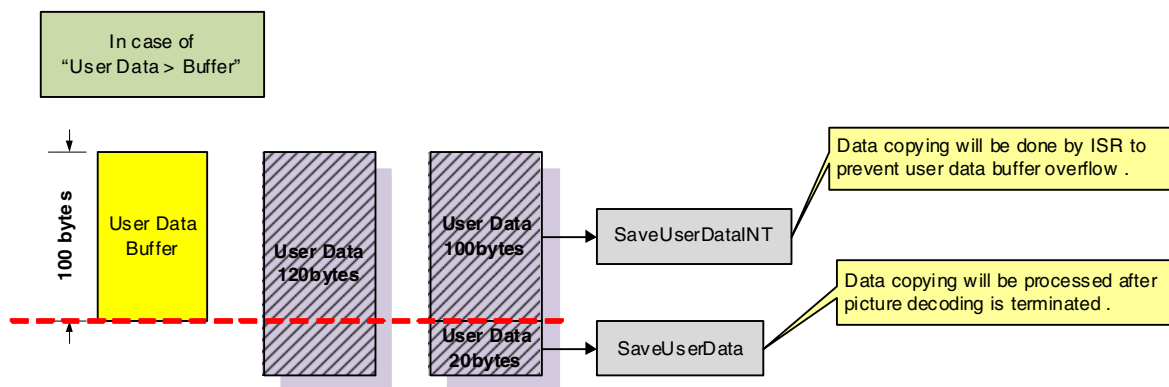 In case of
“User Data > Buffer”
100 bytes
User Data
Buffer
User Data
120bytes
User Data
100bytes
User Data
20bytes
SaveUserDataINT
SaveUserData
Data copying will be done by ISR to
prevent user data buffer overflow .
Data copying will be processed after
picture decoding is terminated .